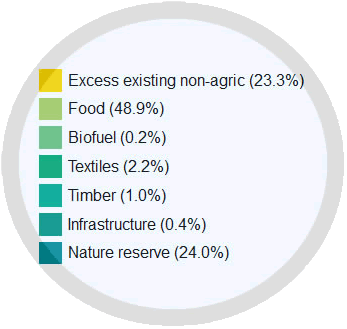 Excess existing non-agric (23.3%)
Food (48.9%)
Biofuel (0.2%)
Textiles (2.2%)
Timber (1.0%)
Infrastructure (0.4%)
Nature reserve (24.0%)